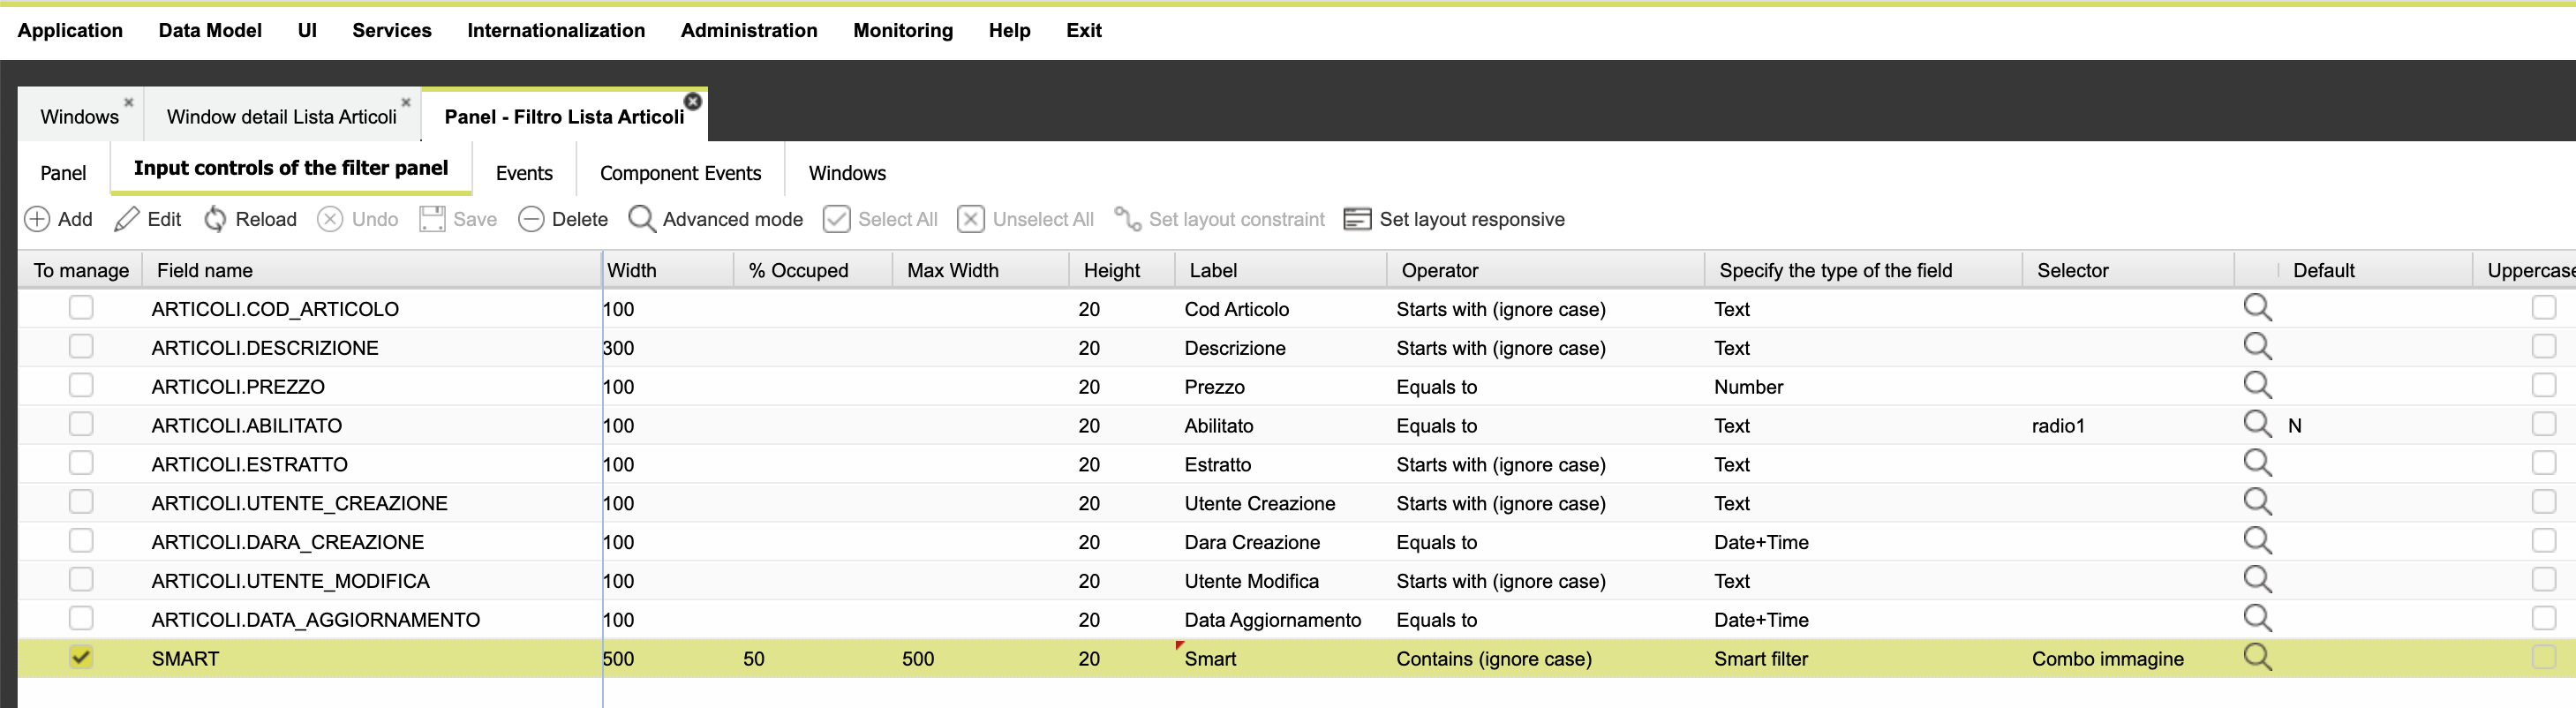 Application Data Model UI Services Internationalization Administration Monitoring Help Exit
Windows Window detail Lista Articoli Panel - Filtro Lista Articoli
Panel Input controls of the filter panel Events Component Events Windows
Add Edit Reload Undo Save Delete Advanced mode Select All Unselect All Set layout constraint Set layout responsive
To manage Field name Width % Occuped Max Width Height Label Operator Specify the type of the field Selector Default Uppercase
ARTICOLI.COD_ARTICOLO 100 20 Cod Articolo Starts with (ignore case) Text
ARTICOLI.DESCRIZIONE 300 20 Descrizione Starts with (ignore case) Text
ARTICOLI.PREZZO 100 20 Prezzo Equals to Number
ARTICOLI.ABILITATO 100 20 Abilitato Equals to Text radio1 N
ARTICOLI.ESTRATTO 100 20 Estratto Starts with (ignore case) Text
ARTICOLI.UTENTE_CREAZIONE 100 20 Utente Creazione Starts with (ignore case) Text
ARTICOLI.DARA_CREAZIONE 100 20 Dara Creazione Equals to Date+Time
ARTICOLI.UTENTE_MODIFICA 100 20 Utente Modifica Starts with (ignore case) Text
ARTICOLI.DATA_AGGIORNAMENTO 100 20 Data Aggiornamento Equals to Date+Time
SMART 500 50 500 20 Smart Contains (ignore case) Smart filter Combo immagine